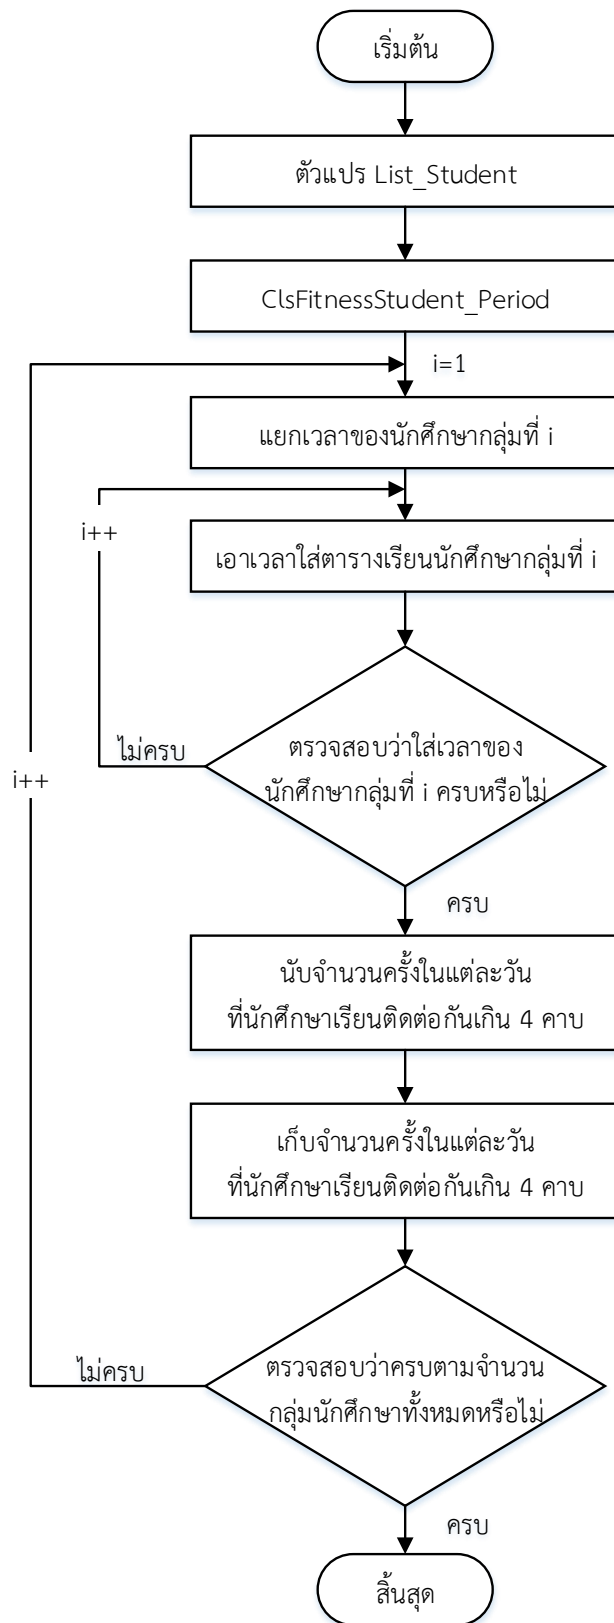 เริ่มต้น
ตัวแปร List_Student
ClsFitnessStudent_Period
i=1
แยกเวลาของนักศึกษากลุ่มที่ i
i++
เอาเวลาใส่ตารางเรียนนักศึกษากลุ่มที่ i
ไม่ครบ
ตรวจสอบว่าใส่เวลาของ
นักศึกษากลุ่มที่ i ครบหรือไม่
i++
ครบ
นับจำนวนครั้งในแต่ละวัน
ที่นักศึกษาเรียนติดต่อกันเกิน 4 คาบ
เก็บจำนวนครั้งในแต่ละวัน
ที่นักศึกษาเรียนติดต่อกันเกิน 4 คาบ
ไม่ครบ
ตรวจสอบว่าครบตามจำนวน
กลุ่มนักศึกษาทั้งหมดหรือไม่
ครบ
สิ้นสุด